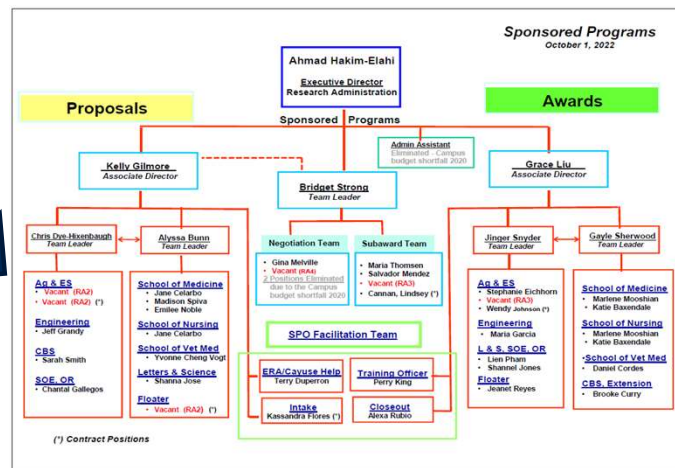 Sponsored Programs
October 1, 2022
Ahmad Hakim-Elahi
Executive Director
Research Administration
Proposals
Awards
Sponsored Programs
Admin Assistant
Eliminated - Campus
budget shortfall 2020
Kelly Gilmore
Associate Director
Bridget Strong
Team Leader
Grace Liu
Associate Director
Chris Dye-Hixenbaugh
Team Leader
Alyssa Bunn
Team Leader
Negotiation Team
• Gina Melville
• Vacant (RA4)
2 Positions Eliminated
due to the Campus
budget shortfall 2020
Subaward Team
• Maria Thomsen
• Salvador Mendez
• Vacant (RA3)
• Cannan, Lindsey (*)
Jinger Snyder
Team Leader
Gayle Sherwood
Team Leader
Ag & ES
• Vacant (RA2)
• Vacant (RA2) (*)
Engineering
• Jeff Grandy
CBS
• Sarah Smith
SOE, OR
• Chantal Gallegos
School of Medicine
• Jane Celarbo
• Madison Spiva
• Emilee Noble
School of Nursing
• Jane Celarbo
School of Vet Med
• Yvonne Cheng Vogt
Letters & Science
• Shanna Jose
Floater
• Vacant (RA2) (*)
SPO Facilitation Team
ERA/Cayuse Help
Terry Duperron
Training Officer
Perry King
Intake
Kassandra Flores (*)
Closeout
Alexa Rubio
Ag & ES
• Stephanie Eichhorn
• Vacant (RA3)
• Wendy Johnson (*)
Engineering
• Maria Garcia
L & S, SOE, OR
• Lien Pham
• Shannel Jones
Floater
• Jeanet Reyes
School of Medicine
• Marlene Mooshian
• Katie Baxendale
School of Nursing
• Marlene Mooshian
• Katie Baxendale
•School of Vet Med
• Daniel Cordes
CBS, Extension
• Brooke Curry
(*) Contract Positions